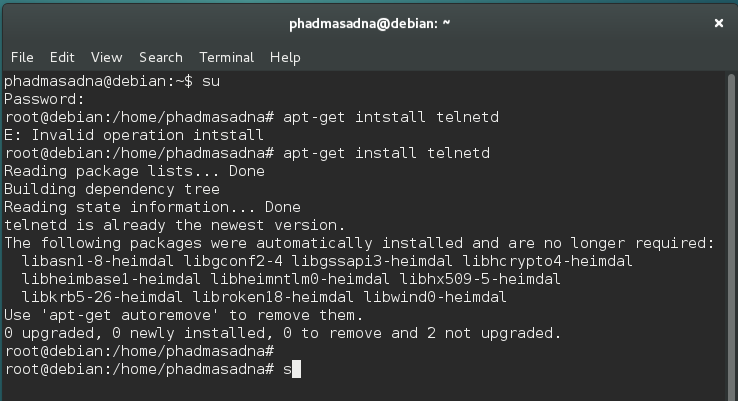 phadmasadna@debian: ~
×
File Edit View Search Terminal Help
phadmasadna@debian:~$ su
Password:
root@debian:/home/phadmasadna# apt-get intstall telnetd
E: Invalid operation intstall
root@debian:/home/phadmasadna# apt-get install telnetd
Reading package lists... Done
Building dependency tree
Reading state information... Done
telnetd is already the newest version.
The following packages were automatically installed and are no longer required:
  libasn1-8-heimdal libgconf2-4 libgssapi3-heimdal libhcrypto4-heimdal
  libheimbase1-heimdal libheimntlm0-heimdal libhx509-5-heimdal
  libkrb5-26-heimdal libroken18-heimdal libwind0-heimdal
Use 'apt-get autoremove' to remove them.
0 upgraded, 0 newly installed, 0 to remove and 2 not upgraded.
root@debian:/home/phadmasadna#
root@debian:/home/phadmasadna# s